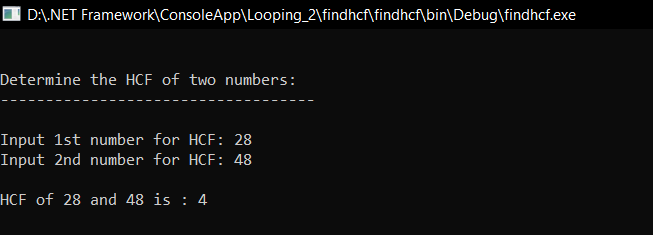 D:\.NET Framework\ConsoleApp\Looping_2\findhcf\findhcf\bin\Debug\findhcf.exe
Determine the HCF of two numbers:
-----------------------------------
Input 1st number for HCF: 28
Input 2nd number for HCF: 48
HCF of 28 and 48 is : 4